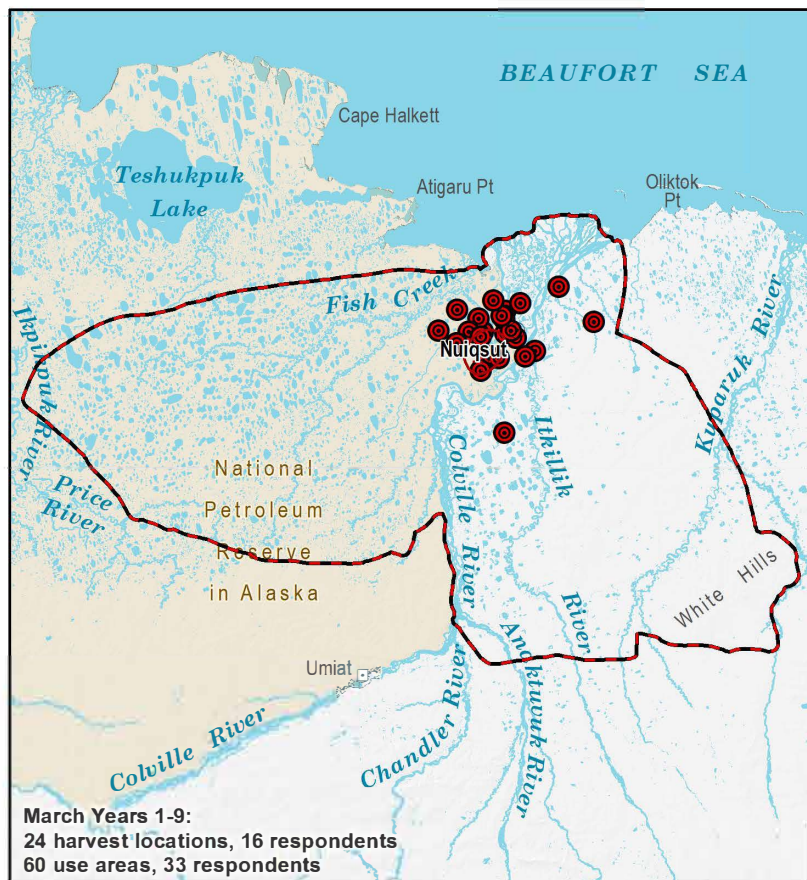 BEAUFORT SEA
Cape Halkett
Teshukpuk
Lake
Atigaru Pt
Oliktok
Pt
Fish Creek
Ikpikpuk
River
Nuiqsut
Kuparuk River
Itkillik
River
Colville River
National
Petroleum
Reserve
in Alaska
Price
River
White Hills
Umiat
Anaktuvuk River
Chandler River
Colville River
March Years 1-9:
24 harvest locations, 16 respondents
60 use areas, 33 respondents